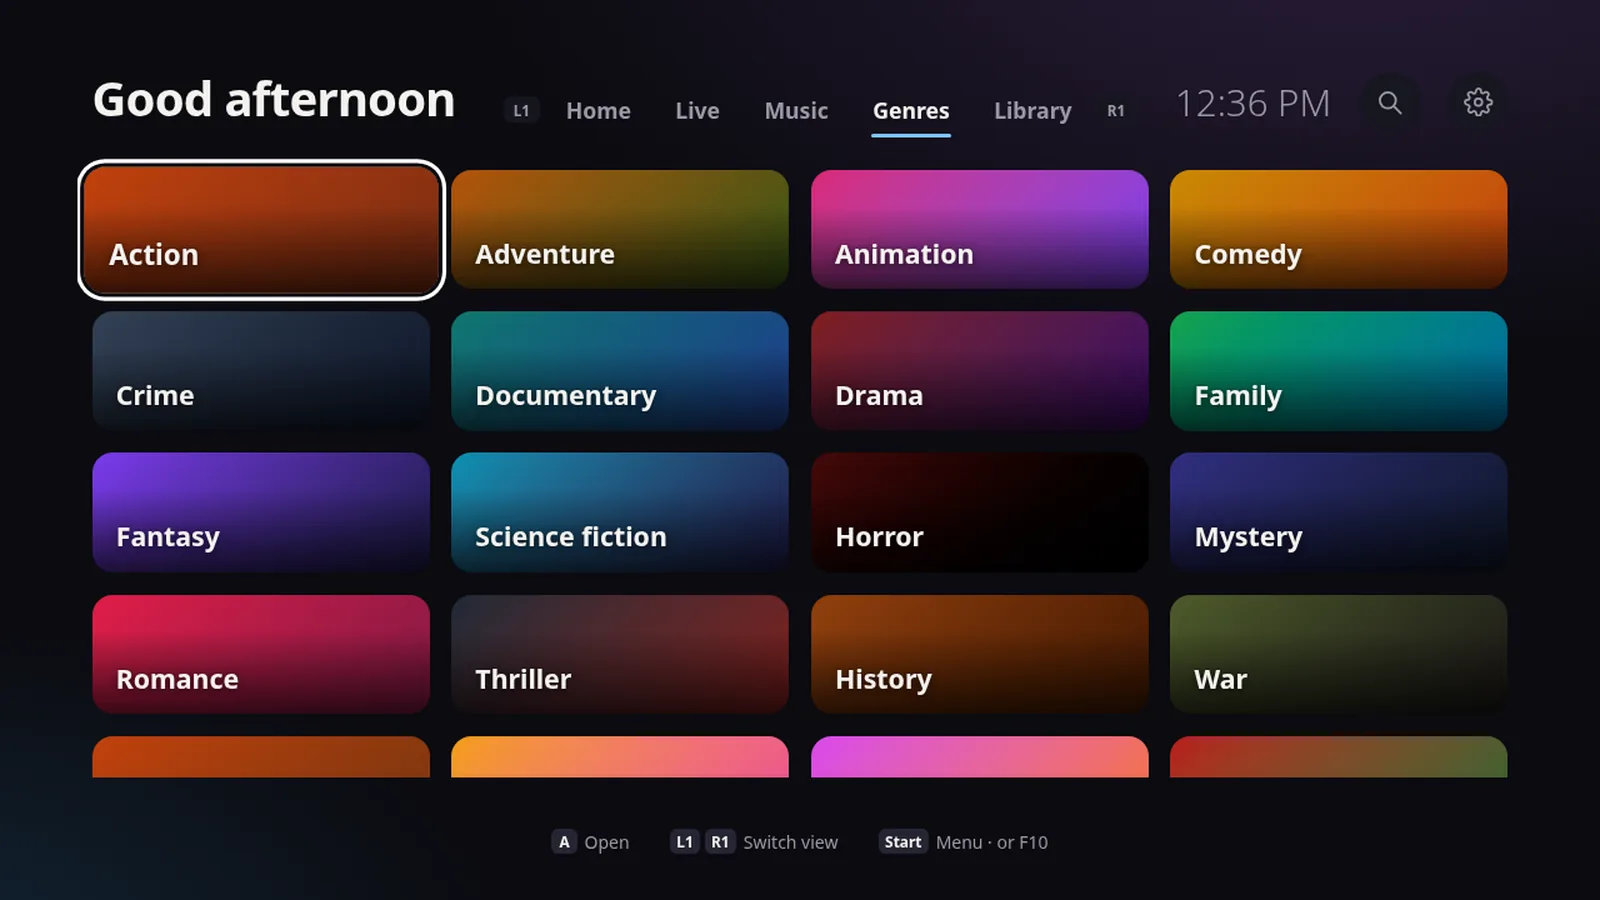 Good afternoon
L1 Home Live Music Genres Library R1
12:36 PM
Action Adventure Animation Comedy
Crime Documentary Drama Family
Fantasy Science fiction Horror Mystery
Romance Thriller History War
A Open L1 R1 Switch view Start Menu · or F10